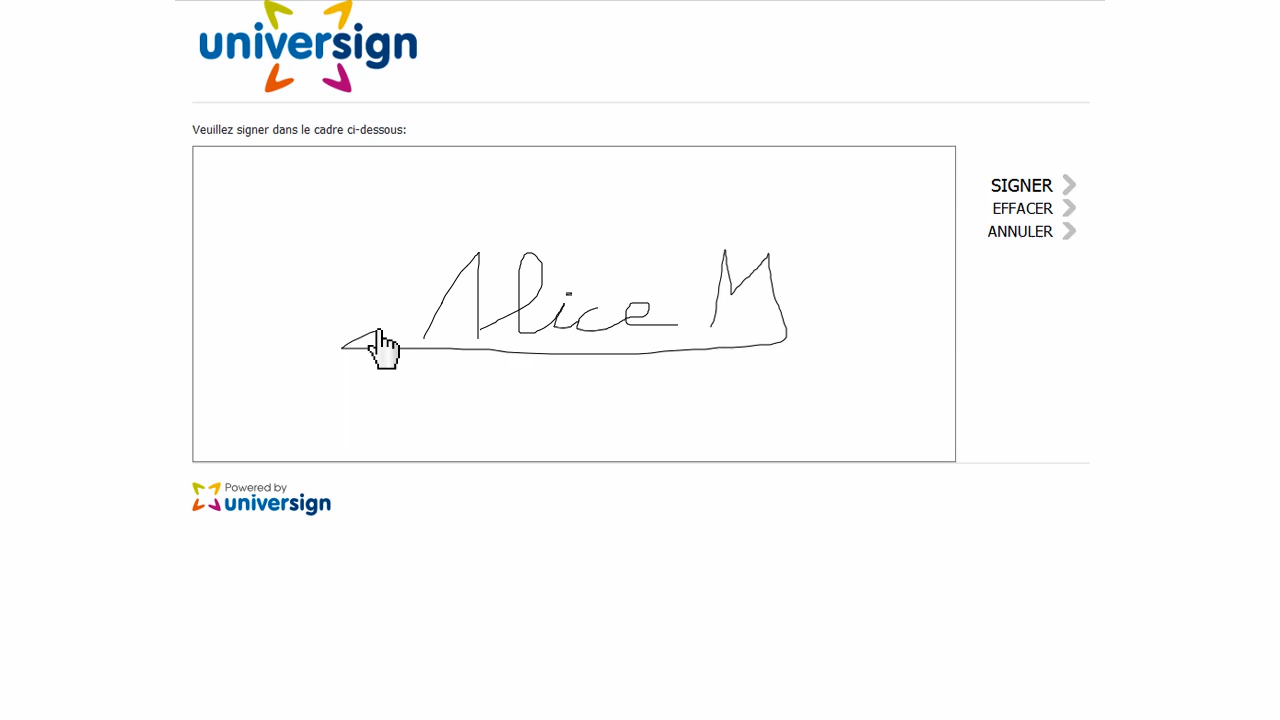 universign
Veuillez signer dans le cadre ci-dessous:
SIGNER
EFFACER
ANNULER
Alice M
Powered by
universign